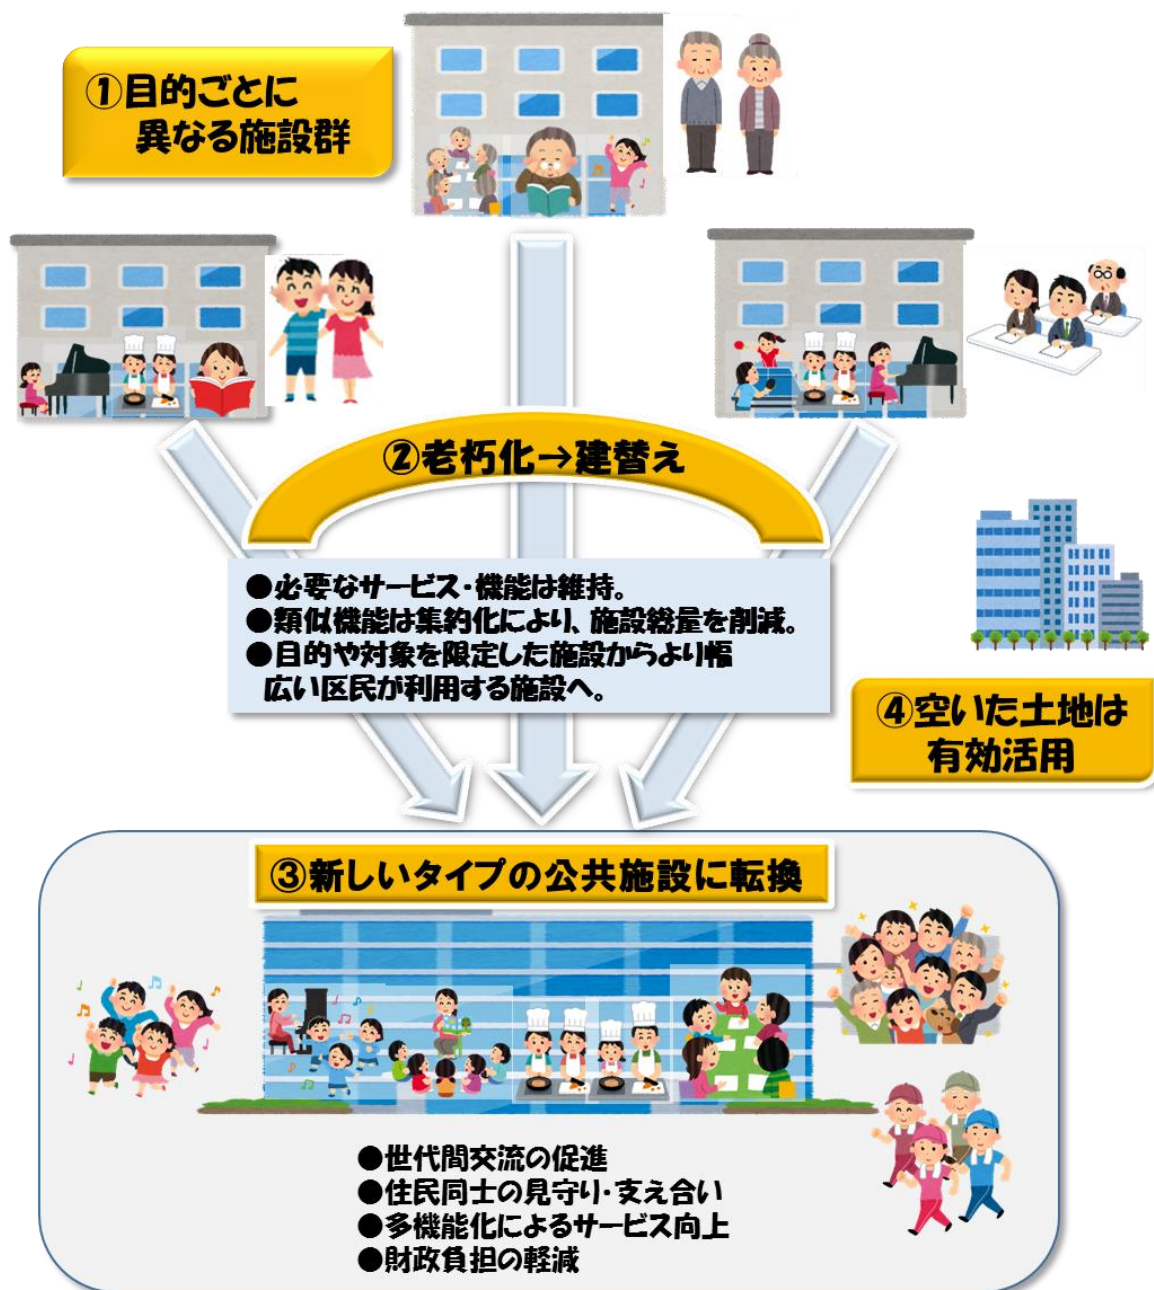 ①目的ごとに
異なる施設群
②老朽化→建替え
●必要なサービス・機能は維持。
●類似機能は集約化により、施設総量を削減。
●目的や対象を限定した施設からより幅
広い区民が利用する施設へ。
④空いた土地は
有効活用
③新しいタイプの公共施設に転換
●世代間交流の促進
●住民同士の見守り・支え合い
●多機能化によるサービス向上
●財政負担の軽減